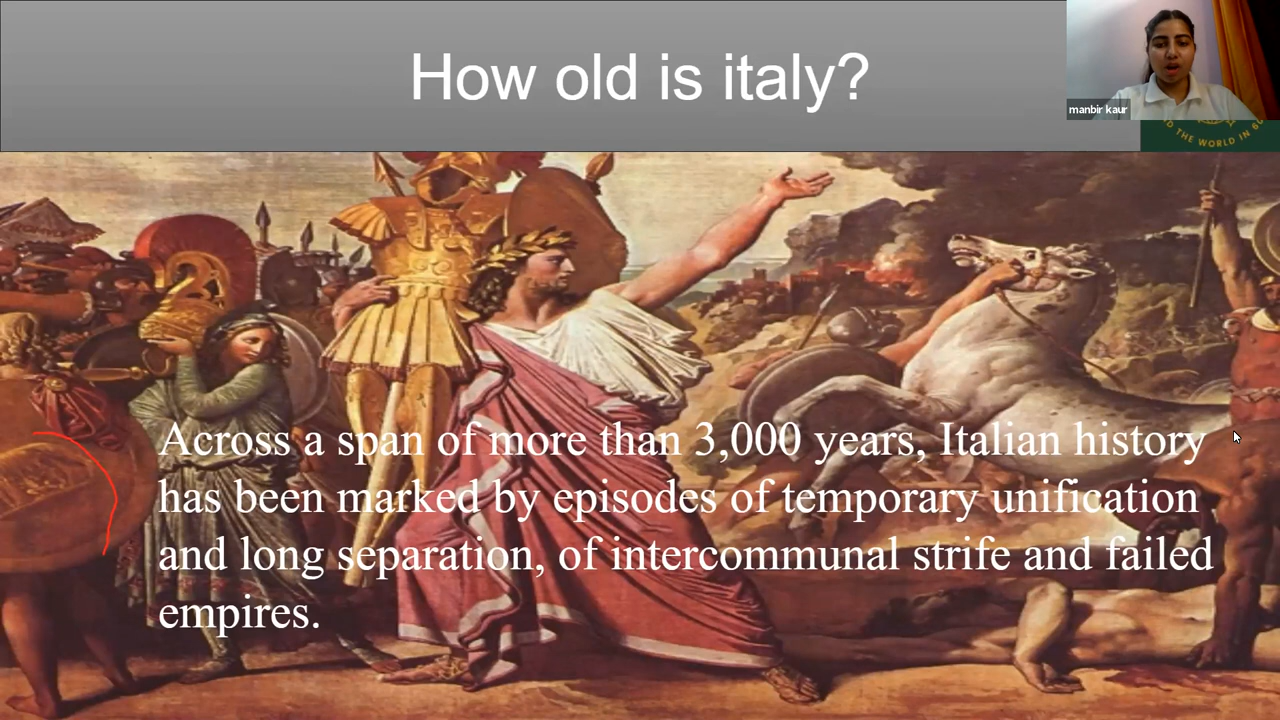 How old is italy?
manbir kaur
THE WORLD IN
Across a span of more than 3,000 years, Italian history
has been marked by episodes of temporary unification
and long separation, of intercommunal strife and failed
empires.